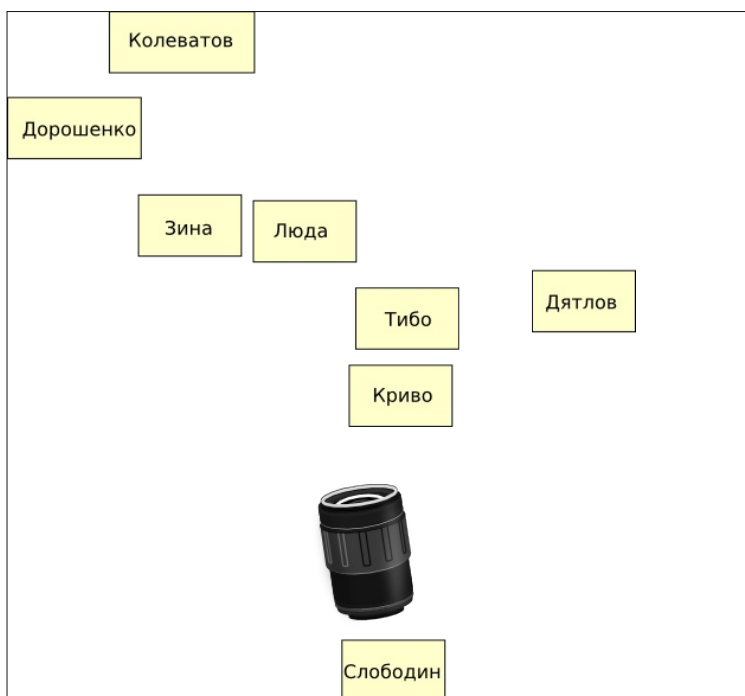 Колеватов
Дорошенко
Зина
Люда
Дятлов
Тибо
Криво
Слободин